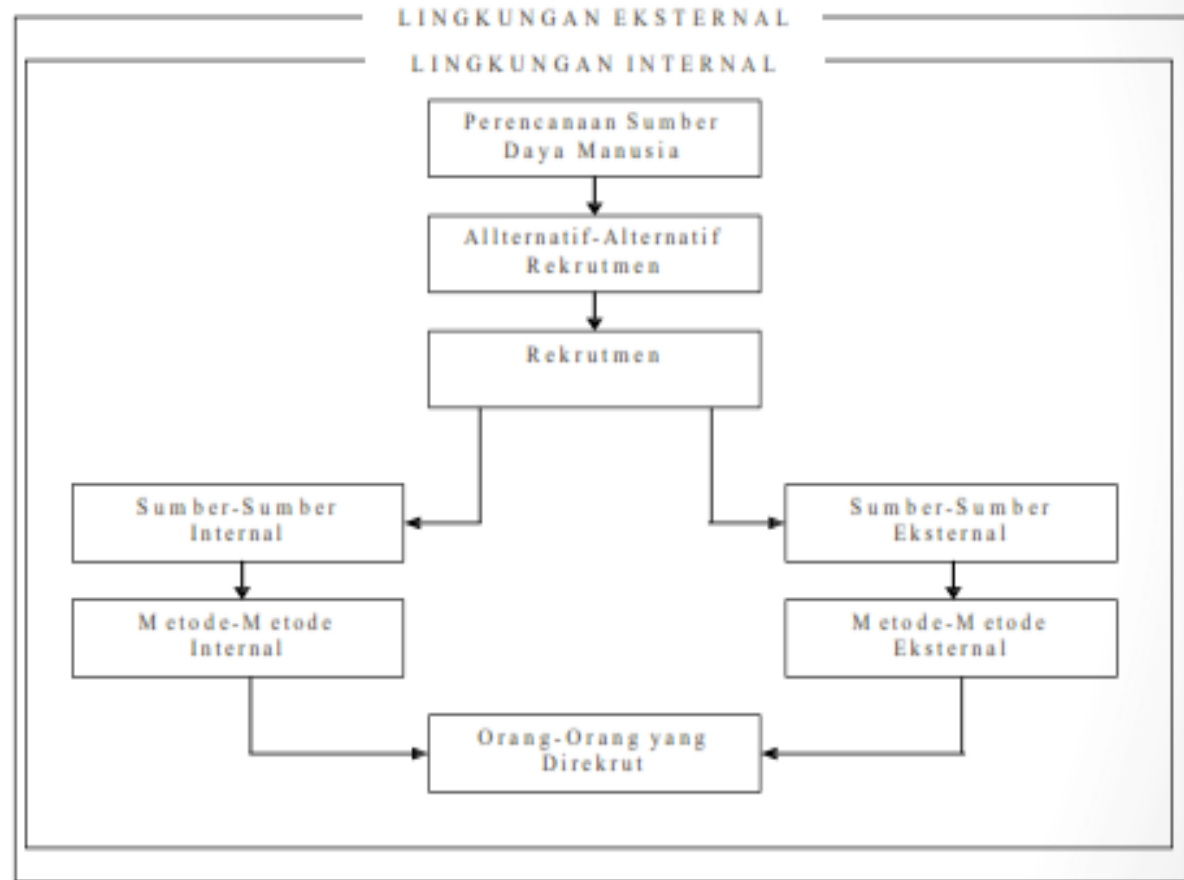 LINGKUNGAN EKSTERNAL
LINGKUNGAN INTERNAL
Perencanaan Sumber
Daya Manusia
Allternatif-Alternatif
Rekrutmen
Rekrutmen
Sumber-Sumber
Internal
Sumber-Sumber
Eksternal
Metode-Metode
Internal
Metode-Metode
Eksternal
Orang-Orang yang
Direkrut